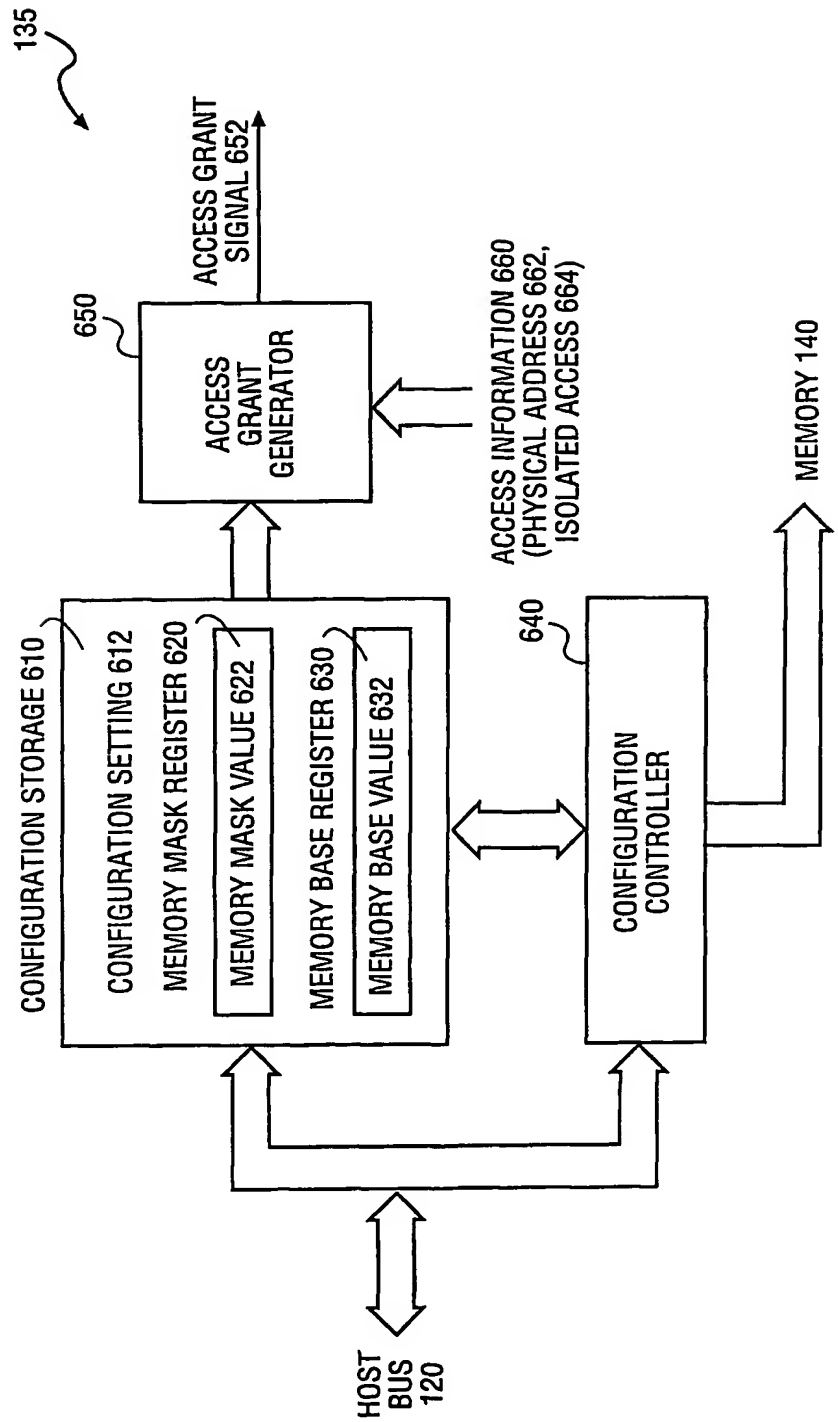 135
CONFIGURATION STORAGE 610
CONFIGURATION SETTING 612
MEMORY MASK REGISTER 620
MEMORY MASK VALUE 622
MEMORY BASE REGISTER 630
MEMORY BASE VALUE 632
650
ACCESS
GRANT
GENERATOR
ACCESS GRANT
SIGNAL 652
ACCESS INFORMATION 660
(PHYSICAL ADDRESS 662,
ISOLATED ACCESS 664)
HOST
BUS
120
640
CONFIGURATION
CONTROLLER
MEMORY 140